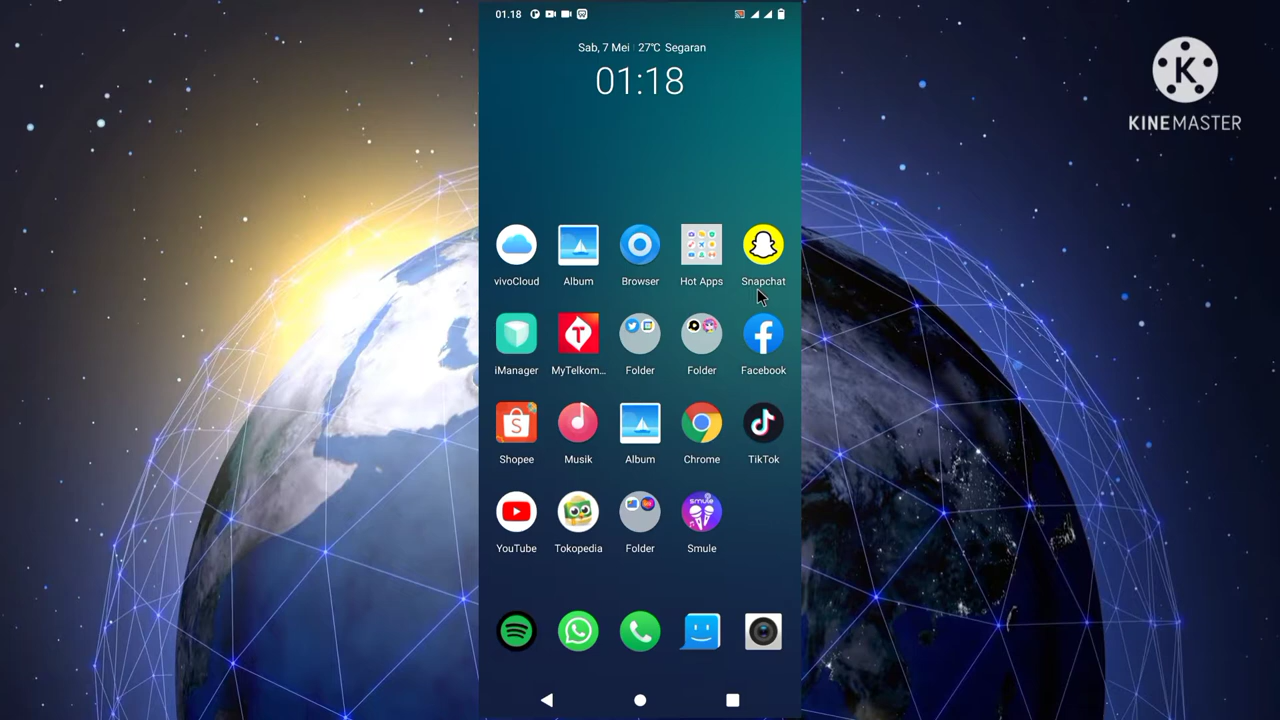 01.18
Sab, 7 Mei 27°C Segaran
01:18
KINEMASTER
vivoCloud Album Browser Hot Apps Snapchat
iManager MyTelkom... Folder Folder Facebook
Shopee Musik Album Chrome TikTok
smule
YouTube Tokopedia Folder Smule